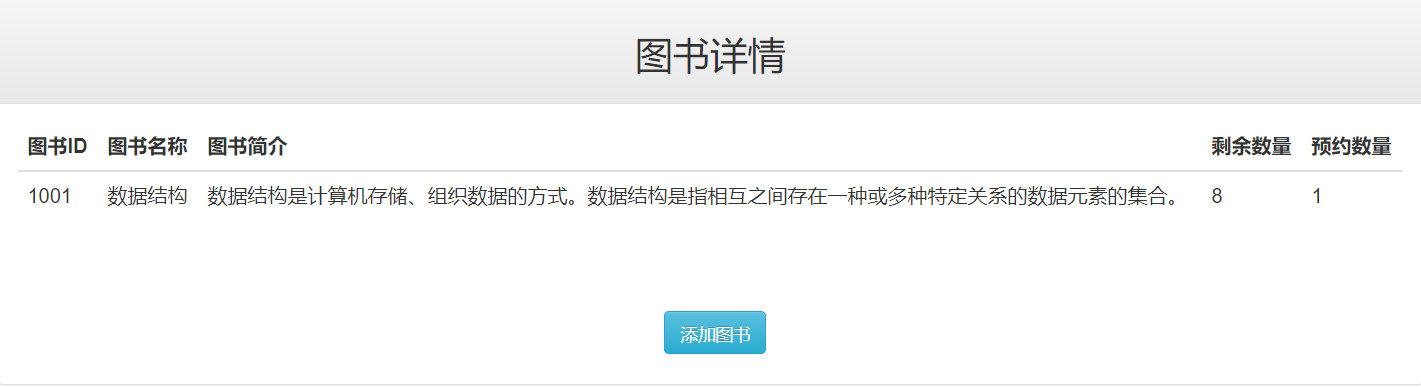 图书详情
图书ID 图书名称 图书简介 剩余数量 预约数量
1001 数据结构 数据结构是计算机存储、组织数据的方式。数据结构是指相互之间存在一种或多种特定关系的数据元素的集合。 8 1
添加图书